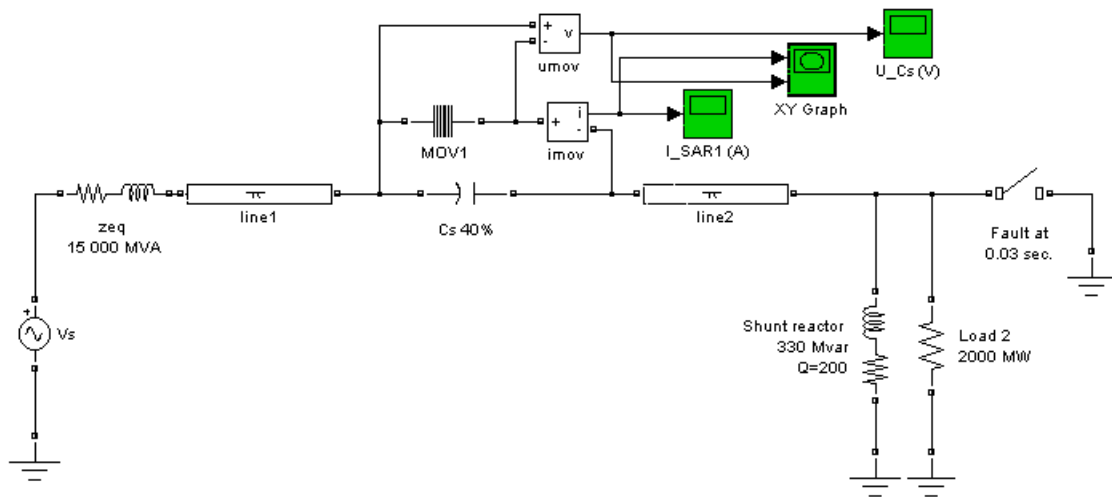 +
-
v
umov
U_Cs (V)
XY Graph
MOV1
+
i
-
imov
I_SAR1 (A)
zeq
15 000 MVA
line1
Cs 40%
line2
Fault at
0.03 sec.
+
Vs
Shunt reactor
330 Mvar
Q=200
Load 2
2000 MW